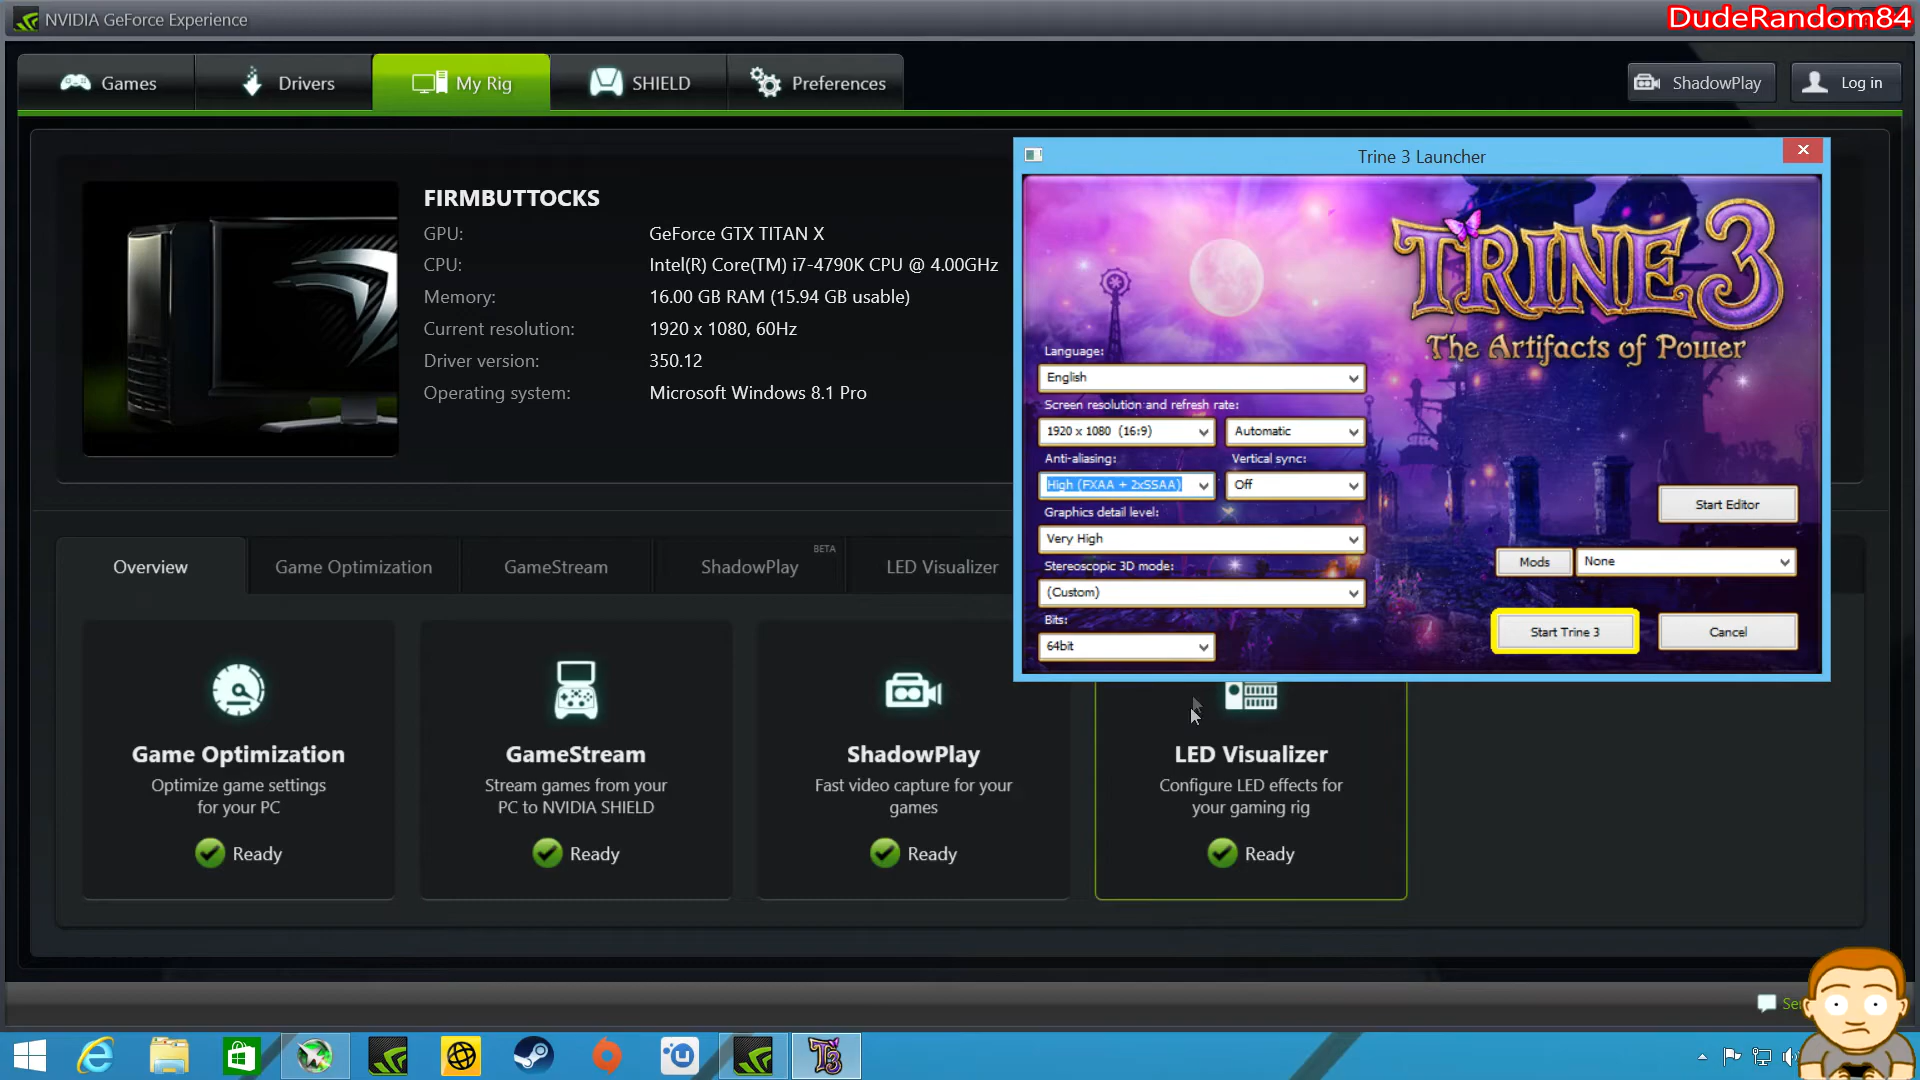 NVIDIA GeForce Experience
DudeRandom84
Games
Drivers
My Rig
SHIELD
Preferences
ShadowPlay
Log in
FIRMBUTTOCKS
GPU: GeForce GTX TITAN X
CPU: Intel(R) Core(TM) i7-4790K CPU @ 4.00GHz
Memory: 16.00 GB RAM (15.94 GB usable)
Current resolution: 1920 x 1080, 60Hz
Driver version: 350.12
Operating system: Microsoft Windows 8.1 Pro
Trine 3 Launcher
TRINE 3
The Artifacts of Power
Language:
English
Screen resolution and refresh rate:
1920 x 1080 (16:9)
Automatic
Anti-aliasing:
Vertical sync:
High (FXAA + 2xSSAA)
Off
Graphics detail level:
Very High
Stereoscopic 3D mode:
(Custom)
Bits:
64bit
Start Editor
Mods
None
Start Trine 3
Cancel
Overview
Game Optimization
GameStream
ShadowPlay
BETA
LED Visualizer
Game Optimization
Optimize game settings
for your PC
Ready
GameStream
Stream games from your
PC to NVIDIA SHIELD
Ready
ShadowPlay
Fast video capture for your
games
Ready
LED Visualizer
Configure LED effects for
your gaming rig
Ready
T3